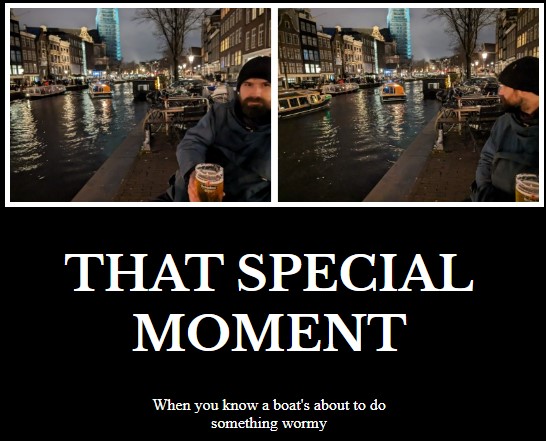 THAT SPECIAL
MOMENT
When you know a boat's about to do
something wormy